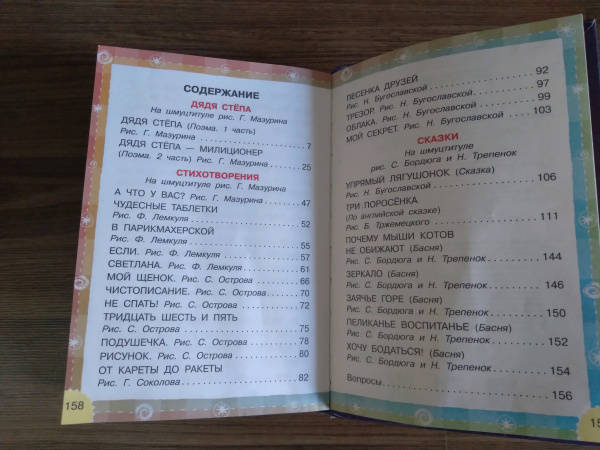 СОДЕРЖАНИЕ
ДЯДЯ СТЁПА
На шмуцтитуле рис. Г. Мазурина
ДЯДЯ СТЁПА (Поэма. 1 часть)
Рис. Г. Мазурина 7
ДЯДЯ СТЁПА — МИЛИЦИОНЕР
(Поэма. 2 часть) Рис. Г. Мазурина 25
СТИХОТВОРЕНИЯ
На шмуцтитуле рис. Г. Мазурина
А ЧТО У ВАС? Рис. Г. Мазурина 47
ЧУДЕСНЫЕ ТАБЛЕТКИ
Рис. Ф. Лемкуля 52
В ПАРИКМАХЕРСКОЙ
Рис. Ф. Лемкуля 55
ЕСЛИ. Рис. Ф. Лемкуля 57
СВЕТЛАНА. Рис. Ф. Лемкуля 61
МОЙ ЩЕНОК. Рис. С. Острова 66
ЧИСТОПИСАНИЕ. Рис. С. Острова 70
НЕ СПАТЬ! Рис. С. Острова 72
ТРИДЦАТЬ ШЕСТЬ И ПЯТЬ
Рис. С. Острова 75
ПОДУШЕЧКА. Рис. С. Острова 78
РИСУНОК. Рис. С. Острова 80
ОТ КАРЕТЫ ДО РАКЕТЫ
Рис. Г. Соколова 82
158
ПЕСЕНКА ДРУЗЕЙ
Рис. Н. Бугославской 92
ТРЕЗОР. Рис. Н. Бугославской 97
ОБЛАКА. Рис. Н. Бугославской 99
МОЙ СЕКРЕТ. Рис. Н. Бугославской 103
СКАЗКИ
На шмуцтитуле
рис. С. Бордюга и Н. Трепенок
УПРЯМЫЙ ЛЯГУШОНОК (Сказка)
Рис. Н. Бугославской 106
ТРИ ПОРОСЁНКА
(По английской сказке)
Рис. Б. Тржемецкого 111
ПОЧЕМУ МЫШИ КОТОВ
НЕ ОБИЖАЮТ (Басня)
Рис. С. Бордюга и Н. Трепенок 144
ЗЕРКАЛО (Басня)
Рис. С. Бордюга и Н. Трепенок 146
ЗАЯЧЬЕ ГОРЕ (Басня)
Рис. С. Бордюга и Н. Трепенок 150
ПЕЛИКАНЬЕ ВОСПИТАНЬЕ (Басня)
Рис. С. Бордюга и Н. Трепенок 152
ХОЧУ БОДАТЬСЯ! (Басня)
Рис. С. Бордюга и Н. Трепенок 154
Вопросы 156